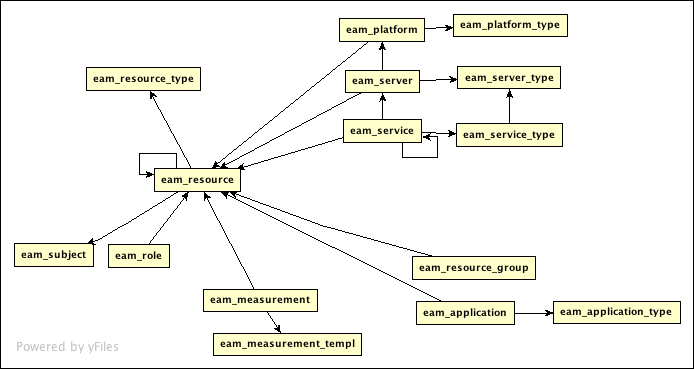 eam_platform
eam_platform_type
eam_resource_type
eam_server
eam_server_type
eam_service
eam_service_type
eam_resource
eam_subject
eam_role
eam_resource_group
eam_measurement
eam_application
eam_application_type
eam_measurement_templ
Powered by yFiles